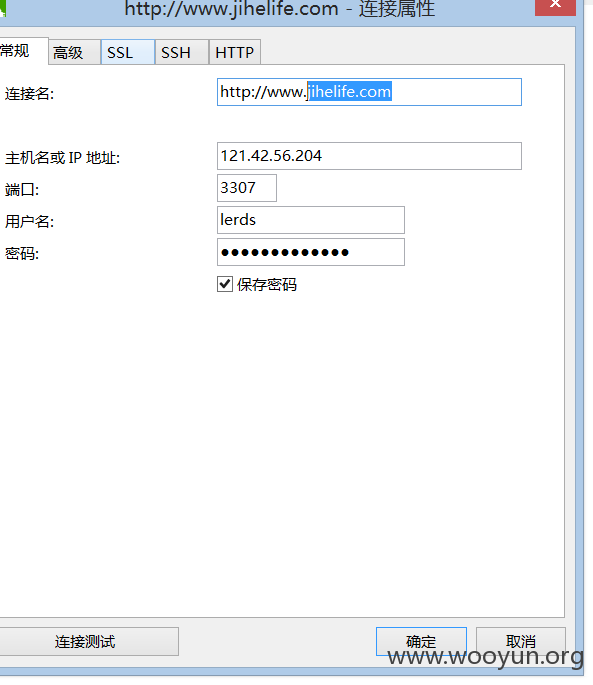 http://www.jihelife.com - 连接属性
常规 高级 SSL SSH HTTP
连接名: http://www.jihelife.com
主机名或 IP 地址: 121.42.56.204
端口: 3307
用户名: lerds
密码: ●●●●●●●●●●●●●
保存密码
连接测试 确定 取消
www.wooyun.org